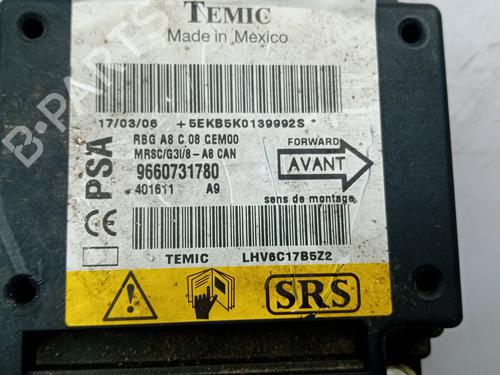 TEMIC
Made in Mexico
17/03/06 +5EKB5K0139992S*
PSA
RBG A8 C 08 CEM00
MRSC/G3I/8-A8 CAN
9660731780
401611 A9
FORWARD
AVANT
sens de montage
CE
TEMIC LHV6C17B5Z2
SRS
B-PARTS